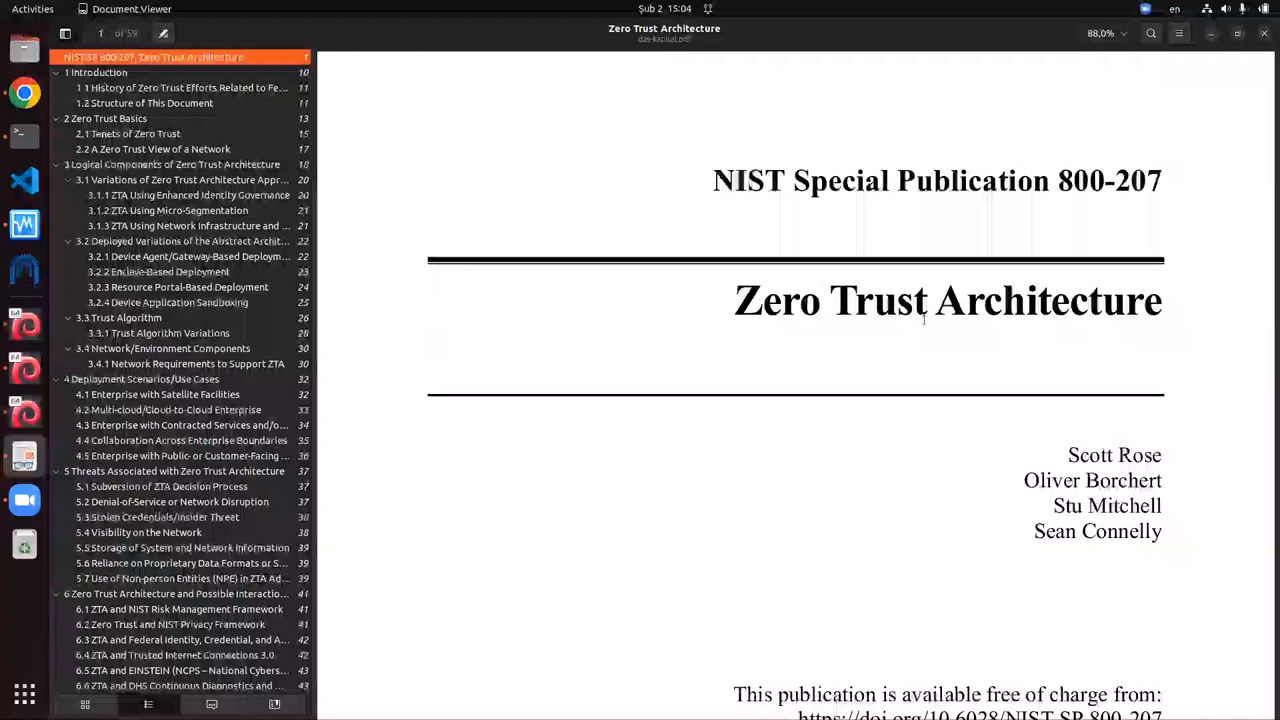 Activities
Document Viewer
Şub 2 15:04
en
1 of 59
Zero Trust Architecture
das-kapital.pdf
88,0%
NIST SP 800-207, Zero Trust Architecture 1
1 Introduction 10
1.1 History of Zero Trust Efforts Related to Fe... 11
1.2 Structure of This Document 11
2 Zero Trust Basics 13
2.1 Tenets of Zero Trust 15
2.2 A Zero Trust View of a Network 17
3 Logical Components of Zero Trust Architecture 18
3.1 Variations of Zero Trust Architecture Appr... 20
3.1.1 ZTA Using Enhanced Identity Governance 20
3.1.2 ZTA Using Micro-Segmentation 21
3.1.3 ZTA Using Network Infrastructure and ... 21
3.2 Deployed Variations of the Abstract Archit... 22
3.2.1 Device Agent/Gateway-Based Deploym... 22
3.2.2 Enclave-Based Deployment 23
3.2.3 Resource Portal-Based Deployment 24
3.2.4 Device Application Sandboxing 25
3.3 Trust Algorithm 26
3.3.1 Trust Algorithm Variations 28
3.4 Network/Environment Components 30
3.4.1 Network Requirements to Support ZTA 30
4 Deployment Scenarios/Use Cases 32
4.1 Enterprise with Satellite Facilities 32
4.2 Multi-cloud/Cloud-to-Cloud Enterprise 33
4.3 Enterprise with Contracted Services and/o... 34
4.4 Collaboration Across Enterprise Boundaries 35
4.5 Enterprise with Public- or Customer-Facing ... 36
5 Threats Associated with Zero Trust Architecture 37
5.1 Subversion of ZTA Decision Process 37
5.2 Denial-of-Service or Network Disruption 37
5.3 Stolen Credentials/Insider Threat 38
5.4 Visibility on the Network 38
5.5 Storage of System and Network Information 39
5.6 Reliance on Proprietary Data Formats or S... 39
5.7 Use of Non-person Entities (NPE) in ZTA Ad... 39
6 Zero Trust Architecture and Possible Interactio... 41
6.1 ZTA and NIST Risk Management Framework 41
6.2 Zero Trust and NIST Privacy Framework 41
6.3 ZTA and Federal Identity, Credential, and A... 42
6.4 ZTA and Trusted Internet Connections 3.0 42
6.5 ZTA and EINSTEIN (NCPS – National Cybers... 43
6.6 ZTA and DHS Continuous Diagnostics and ... 43
NIST Special Publication 800-207
Zero Trust Architecture
Scott Rose
Oliver Borchert
Stu Mitchell
Sean Connelly
This publication is available free of charge from:
https://doi.org/10.6028/NIST.SP.800-207